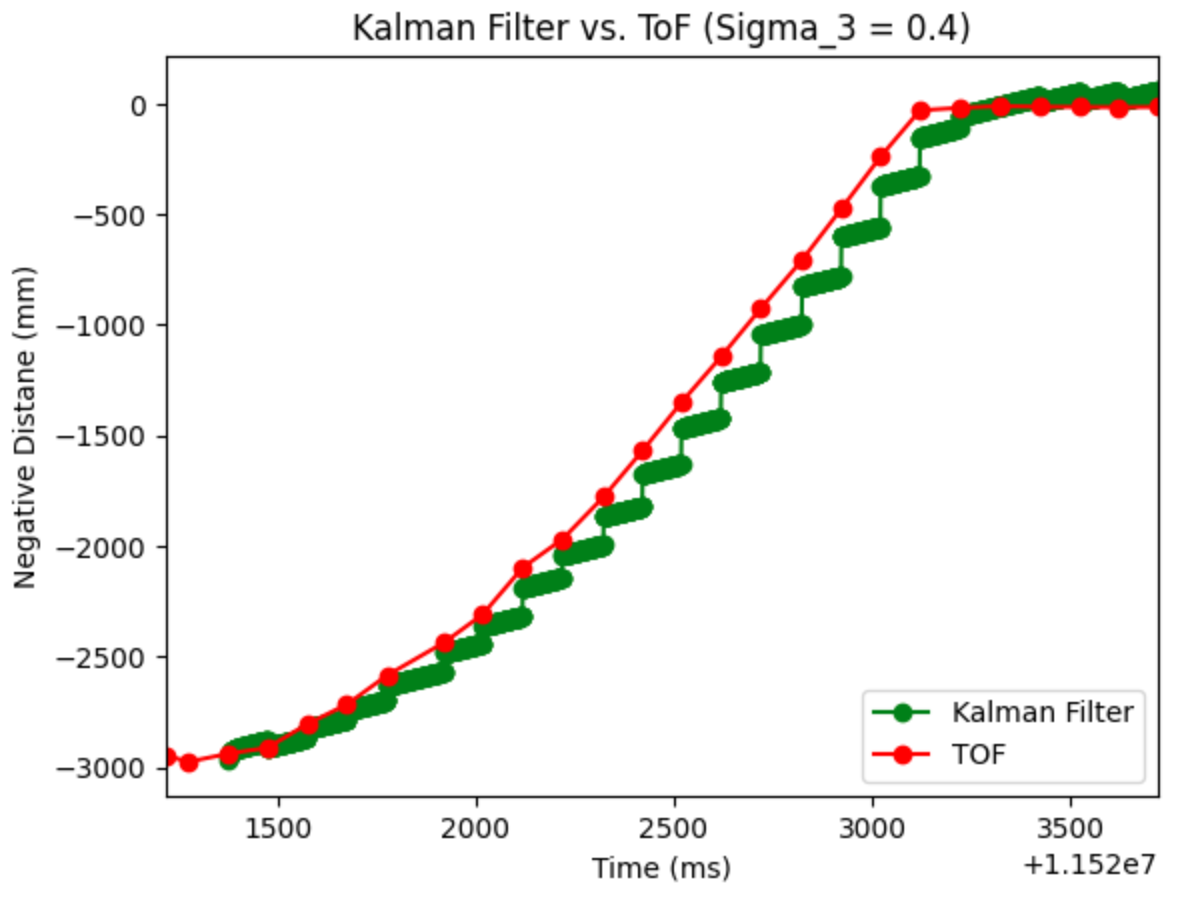 Kalman Filter vs. ToF (Sigma_3 = 0.4)
0
−500
−1000
−1500
−2000
−2500
−3000
Negative Distane (mm)
Kalman Filter
TOF
1500
2000
2500
3000
3500
+1.152e7
Time (ms)